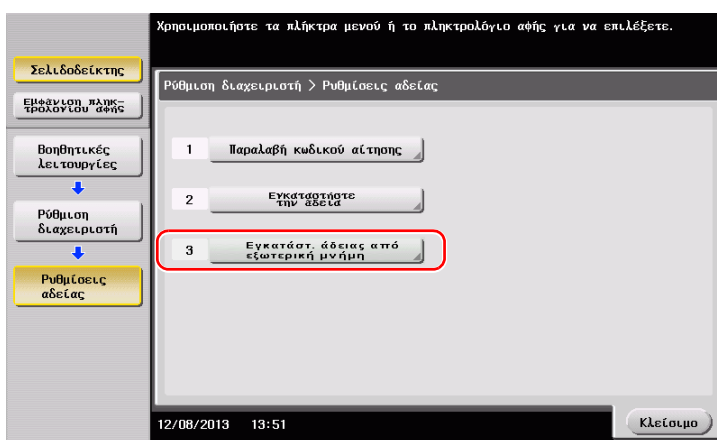 Χρησιμοποιήστε τα πλήκτρα μενού ή το πληκτρολόγιο αφής για να επιλέξετε.
Σελιδοδείκτης
Εμφάνιση πληκ-
τρολογίου αφής
Βοηθητικές
λειτουργίες
Ρύθμιση
διαχειριστή
Ρυθμίσεις
αδείας
Ρύθμιση διαχειριστή > Ρυθμίσεις αδείας
1 Παραλαβή κωδικού αίτησης
2 Εγκαταστήστε
την άδεια
3 Εγκατάστ. άδειας από
εξωτερική μνήμη
12/08/2013 13:51
Κλείσιμο